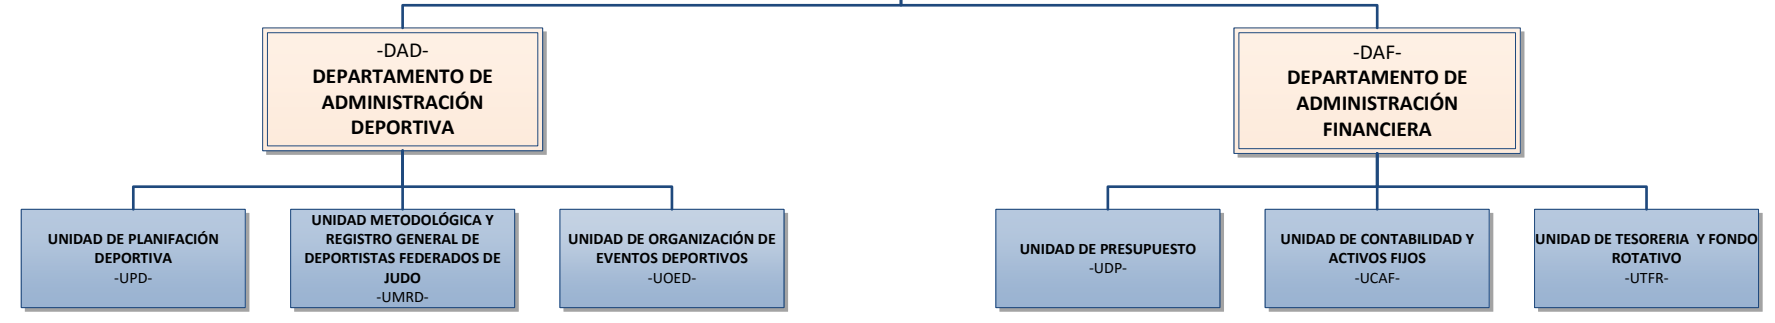 -DAD-
DEPARTAMENTO DE
ADMINISTRACIÓN
DEPORTIVA
-DAF-
DEPARTAMENTO DE
ADMINISTRACIÓN
FINANCIERA
UNIDAD DE PLANIFACIÓN
DEPORTIVA
-UPD-
UNIDAD METODOLÓGICA Y
REGISTRO GENERAL DE
DEPORTISTAS FEDERADOS DE
JUDO
-UMRD-
UNIDAD DE ORGANIZACIÓN DE
EVENTOS DEPORTIVOS
-UOED-
UNIDAD DE PRESUPUESTO
-UDP-
UNIDAD DE CONTABILIDAD Y
ACTIVOS FIJOS
-UCAF-
UNIDAD DE TESORERIA Y FONDO
ROTATIVO
-UTFR-